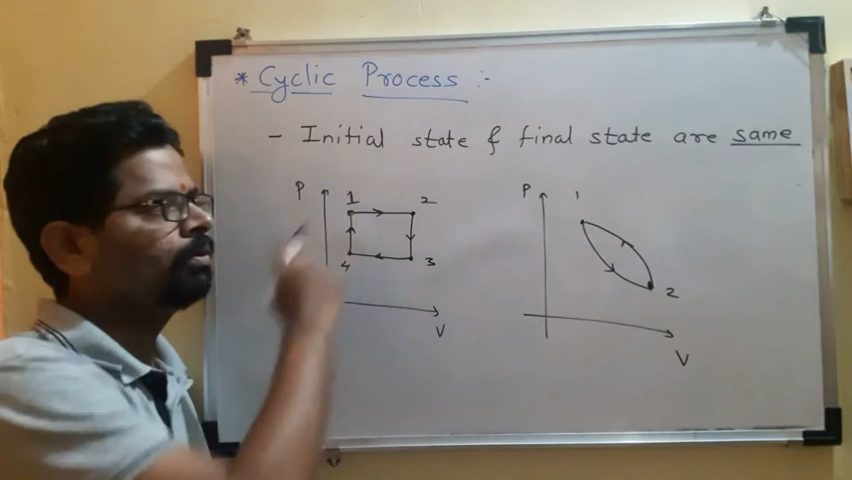 * Cyclic Process :-
- Initial state & final state are same
P 1 2
4 3
V
P 1
2
V